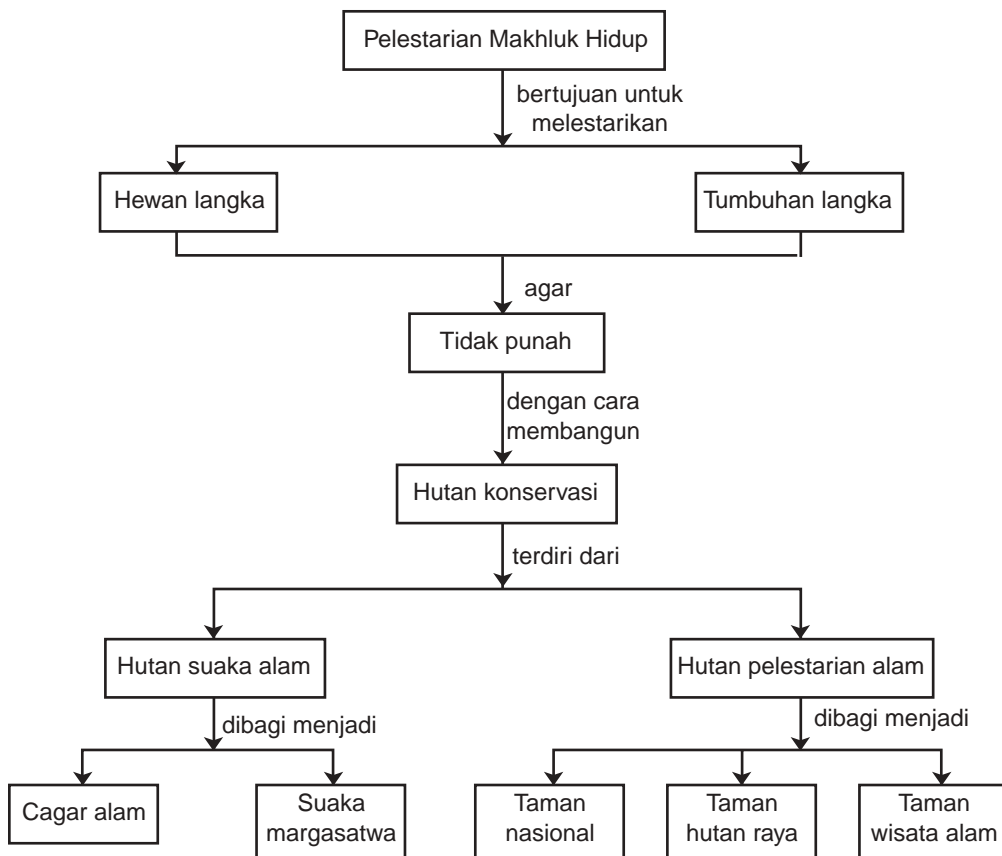 Pelestarian Makhluk Hidup
bertujuan untuk
melestarikan
Hewan langka
Tumbuhan langka
agar
Tidak punah
dengan cara
membangun
Hutan konservasi
terdiri dari
Hutan suaka alam
Hutan pelestarian alam
dibagi menjadi
dibagi menjadi
Cagar alam
Suaka
margasatwa
Taman
nasional
Taman
hutan raya
Taman
wisata alam